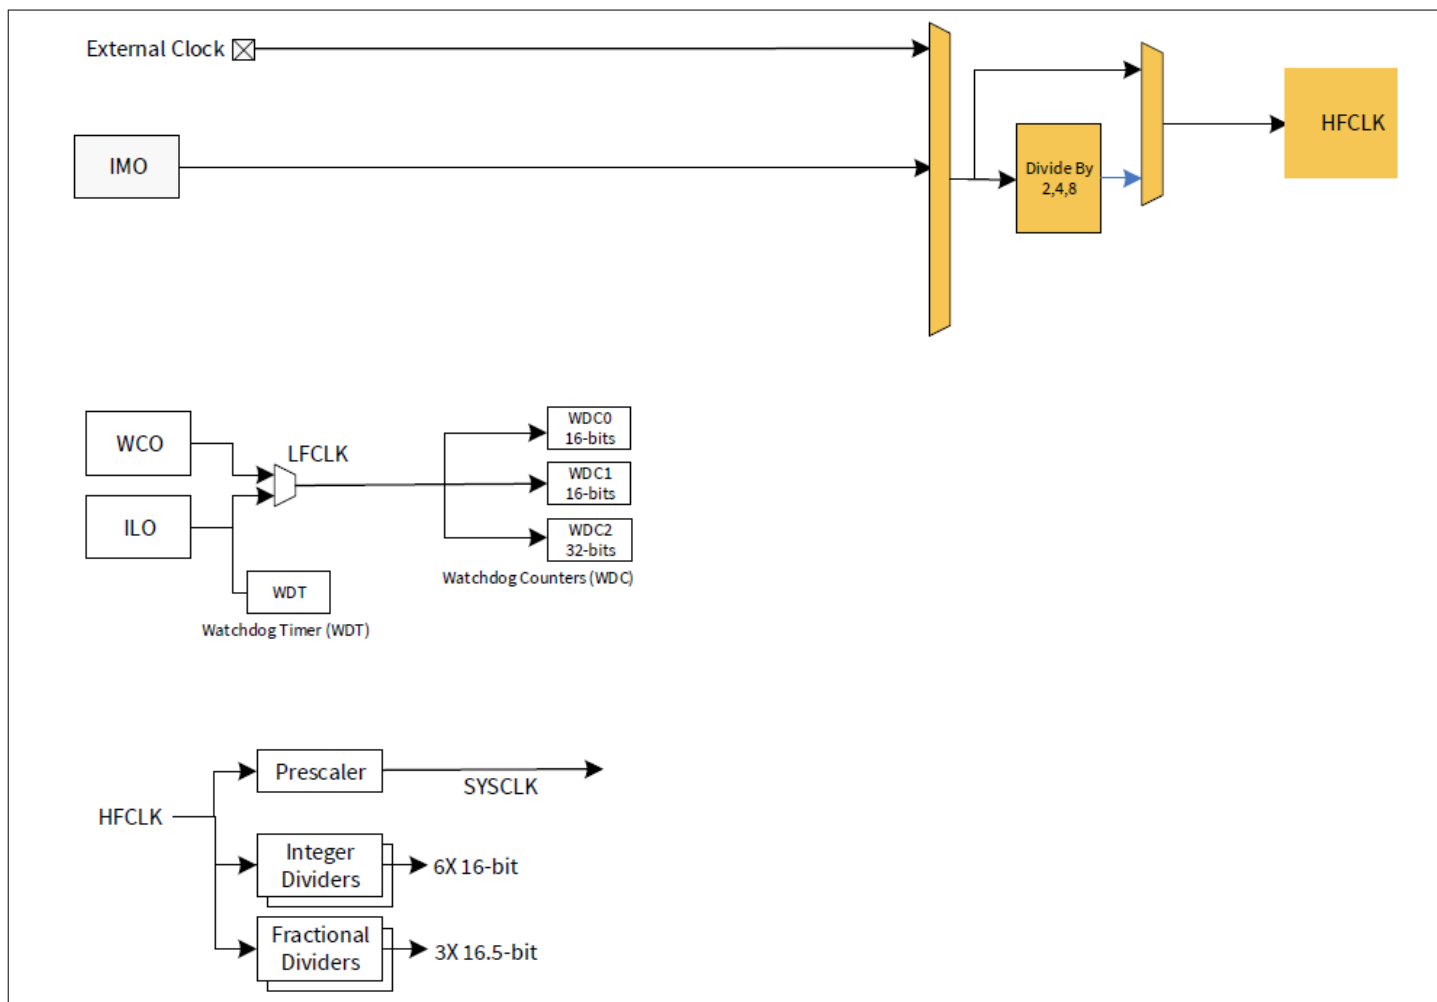 External Clock
IMO
Divide By
2,4,8
HFCLK
WCO
ILO
LFCLK
WDC0
16-bits
WDC1
16-bits
WDC2
32-bits
Watchdog Counters (WDC)
WDT
Watchdog Timer (WDT)
HFCLK
Prescaler
SYSCLK
Integer
Dividers
6X 16-bit
Fractional
Dividers
3X 16.5-bit